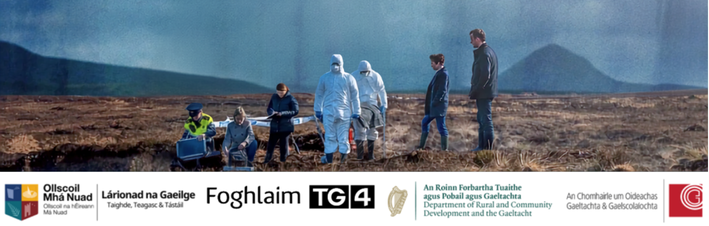 Ollscoil
Mhá Nuad
Ollscoil na hÉireann
Má Nuad
Lárionad na Gaeilge
Taighde, Teagasc & Tástáil
Foghlaim TG4
An Roinn Forbartha Tuaithe
agus Pobail agus Gaeltachta
Department of Rural and Community
Development and the Gaeltacht
An Chomhairle um Oideachas
Gaeltachta & Gaelscolaíochta